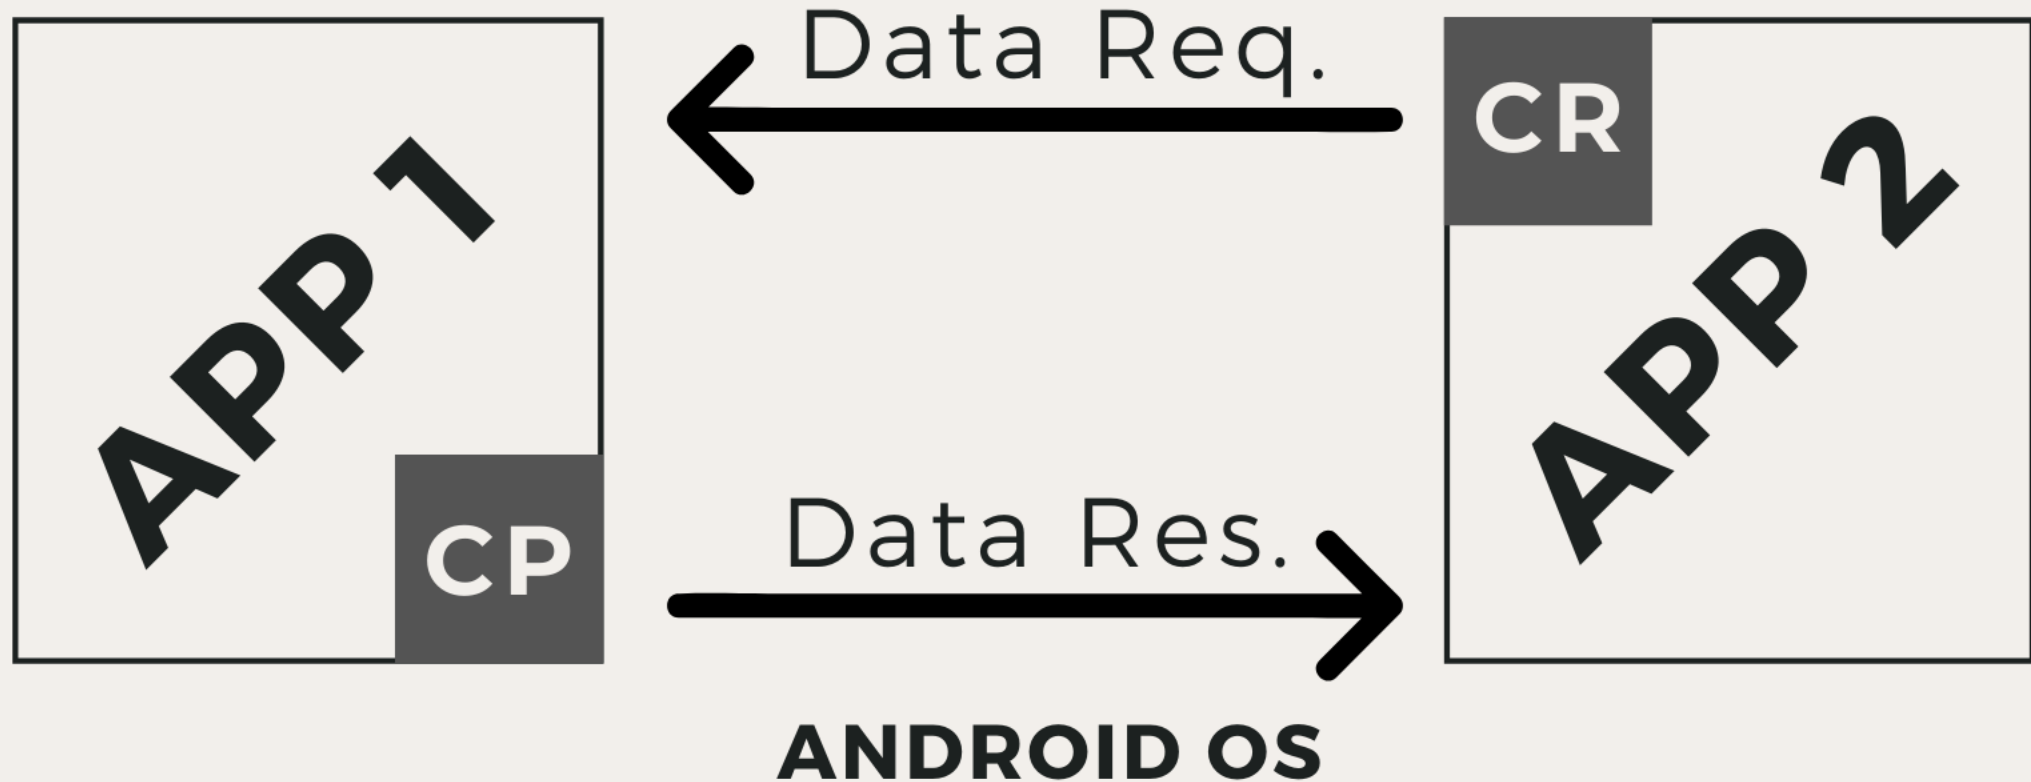 Data Req.
CR
APP 1
APP 2
CP
Data Res.
ANDROID OS